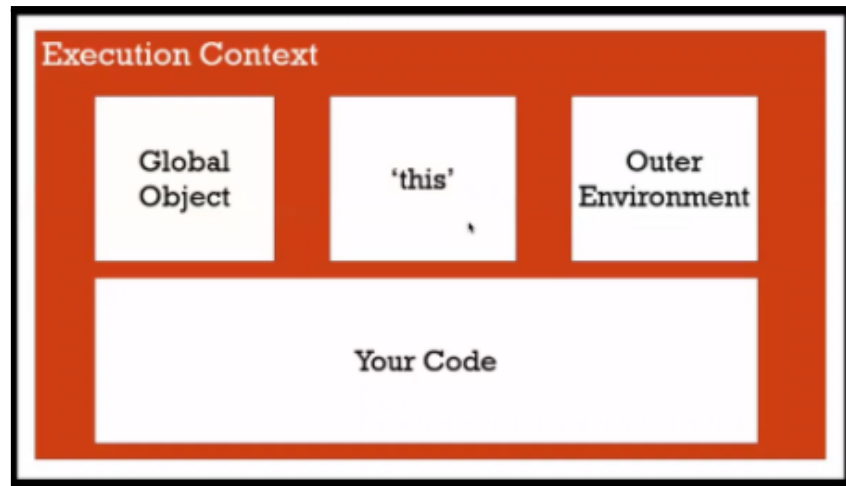 Execution Context
Global
Object
‘this’
Outer
Environment
Your Code